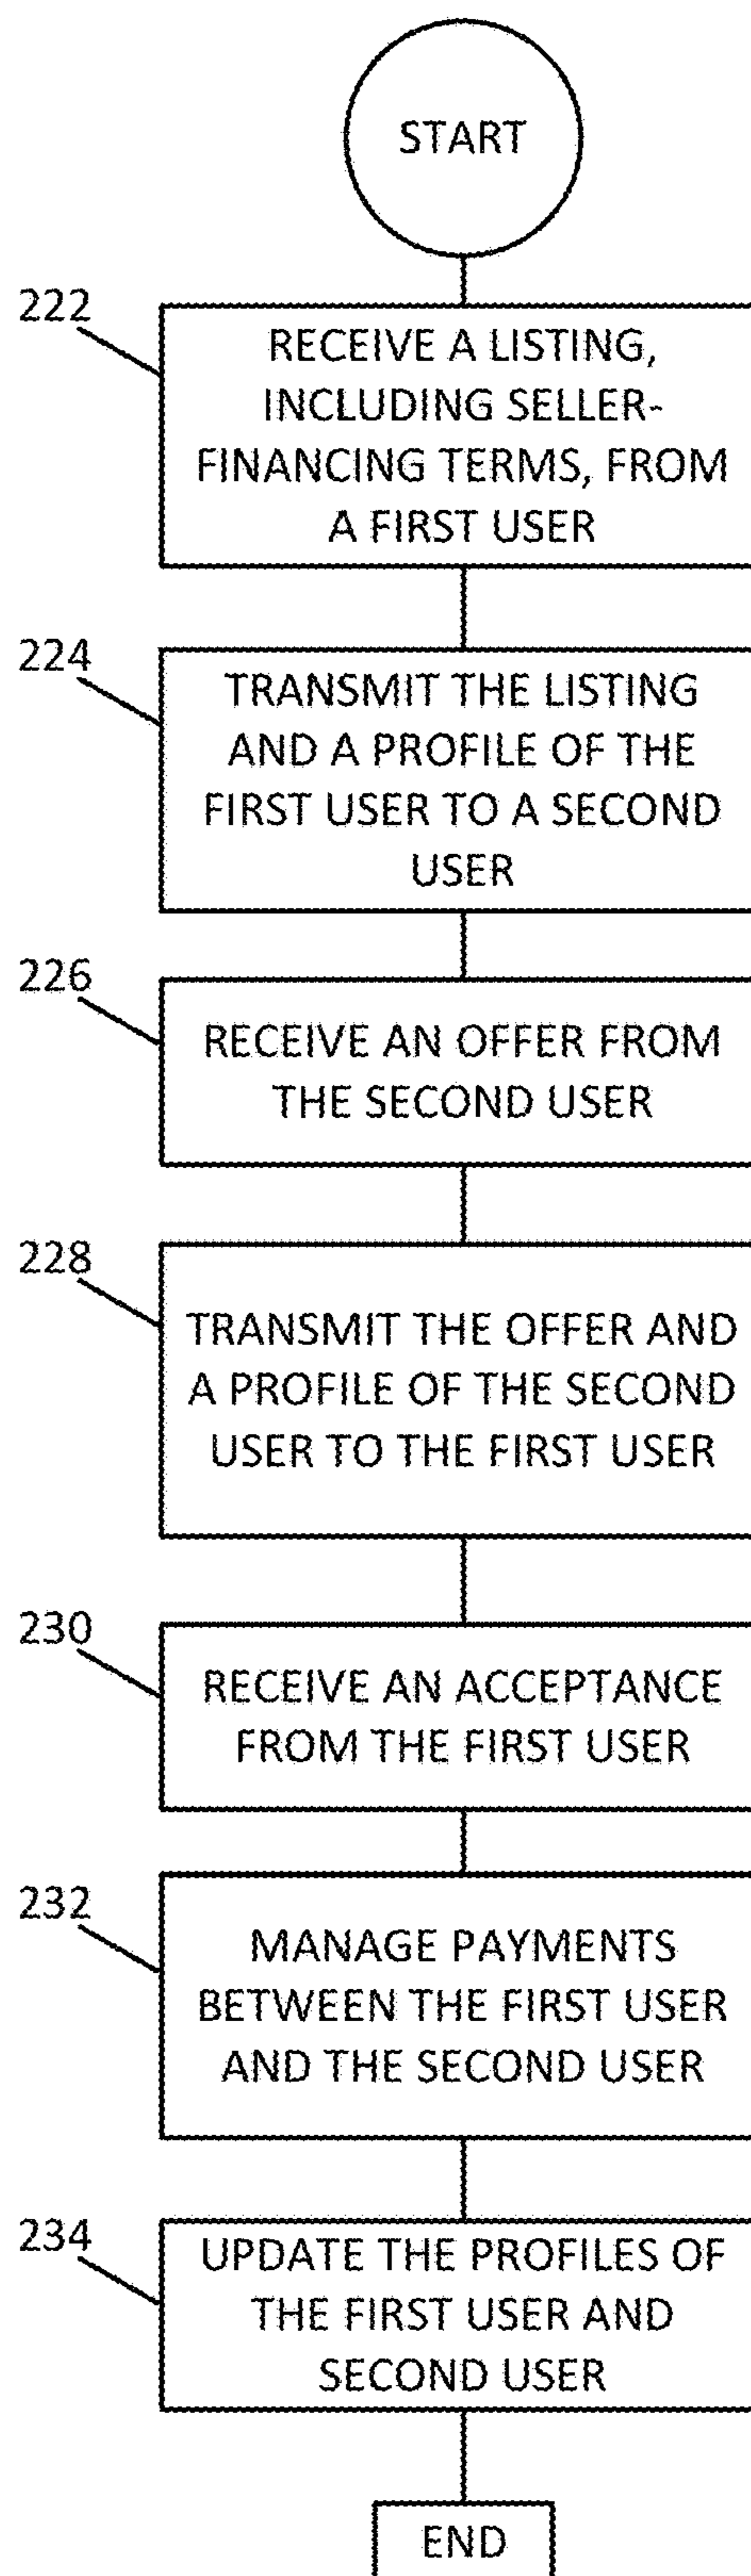 START
222
RECEIVE A LISTING,
INCLUDING SELLER-
FINANCING TERMS, FROM
A FIRST USER
224
TRANSMIT THE LISTING
AND A PROFILE OF THE
FIRST USER TO A SECOND
USER
226
RECEIVE AN OFFER FROM
THE SECOND USER
228
TRANSMIT THE OFFER AND
A PROFILE OF THE SECOND
USER TO THE FIRST USER
230
RECEIVE AN ACCEPTANCE
FROM THE FIRST USER
232
MANAGE PAYMENTS
BETWEEN THE FIRST USER
AND THE SECOND USER
234
UPDATE THE PROFILES OF
THE FIRST USER AND
SECOND USER
END